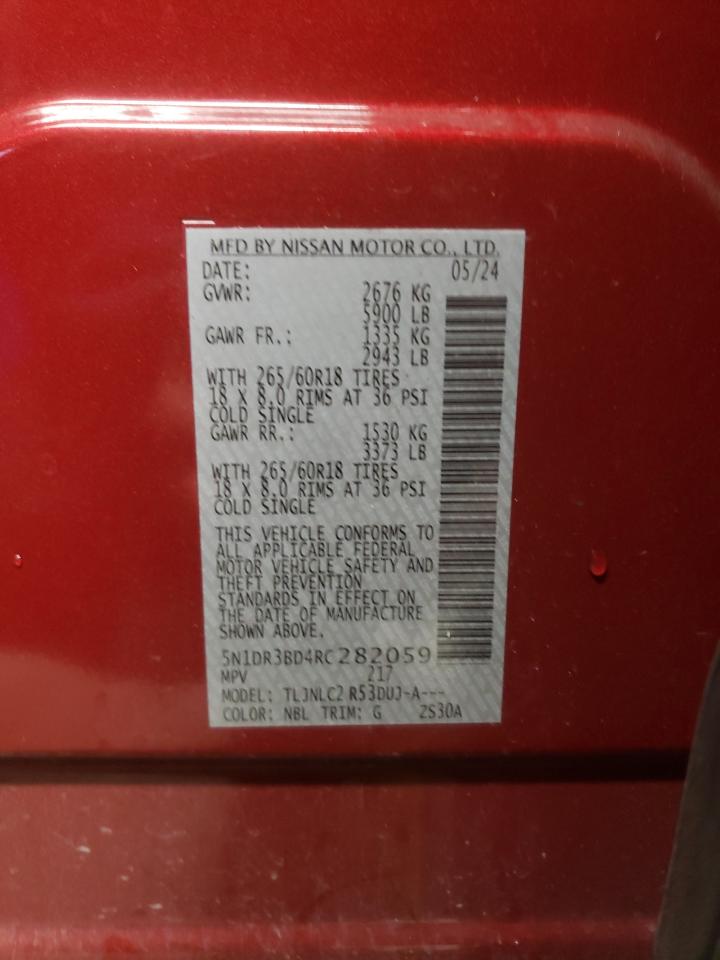 MFD BY NISSAN MOTOR CO., LTD.
DATE: 05/24
GVWR: 2676 KG
5900 LB
GAWR FR.: 1335 KG
2943 LB
WITH 265/60R18 TIRES
18 X 8.0 RIMS AT 36 PSI
COLD SINGLE
GAWR RR.: 1530 KG
3373 LB
WITH 265/60R18 TIRES
18 X 8.0 RIMS AT 36 PSI
COLD SINGLE
THIS VEHICLE CONFORMS TO
ALL APPLICABLE FEDERAL
MOTOR VEHICLE SAFETY AND
THEFT PREVENTION
STANDARDS IN EFFECT ON
THE DATE OF MANUFACTURE
SHOWN ABOVE.
5N1DR3BD4RC282059
MPV 217
MODEL: TLJNLC2 R53DUJ-A---
COLOR: NBL TRIM: G 2S30A